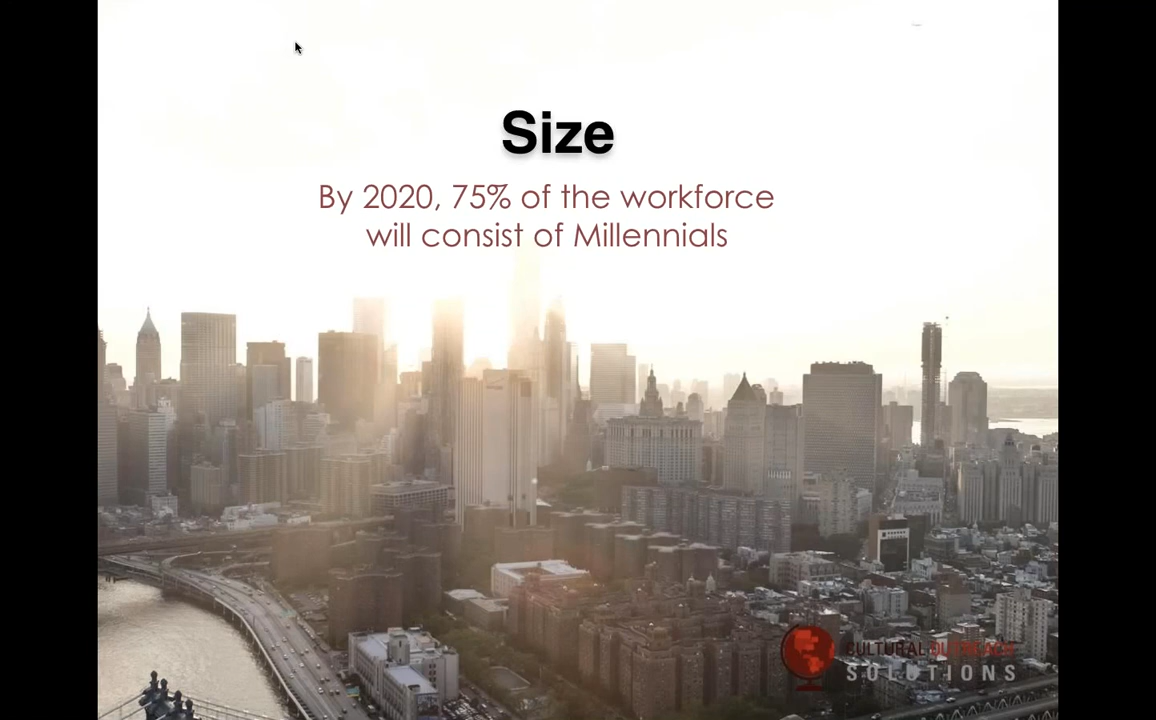 Size
By 2020, 75% of the workforce
will consist of Millennials
CULTURAL OUTREACH
SOLUTIONS